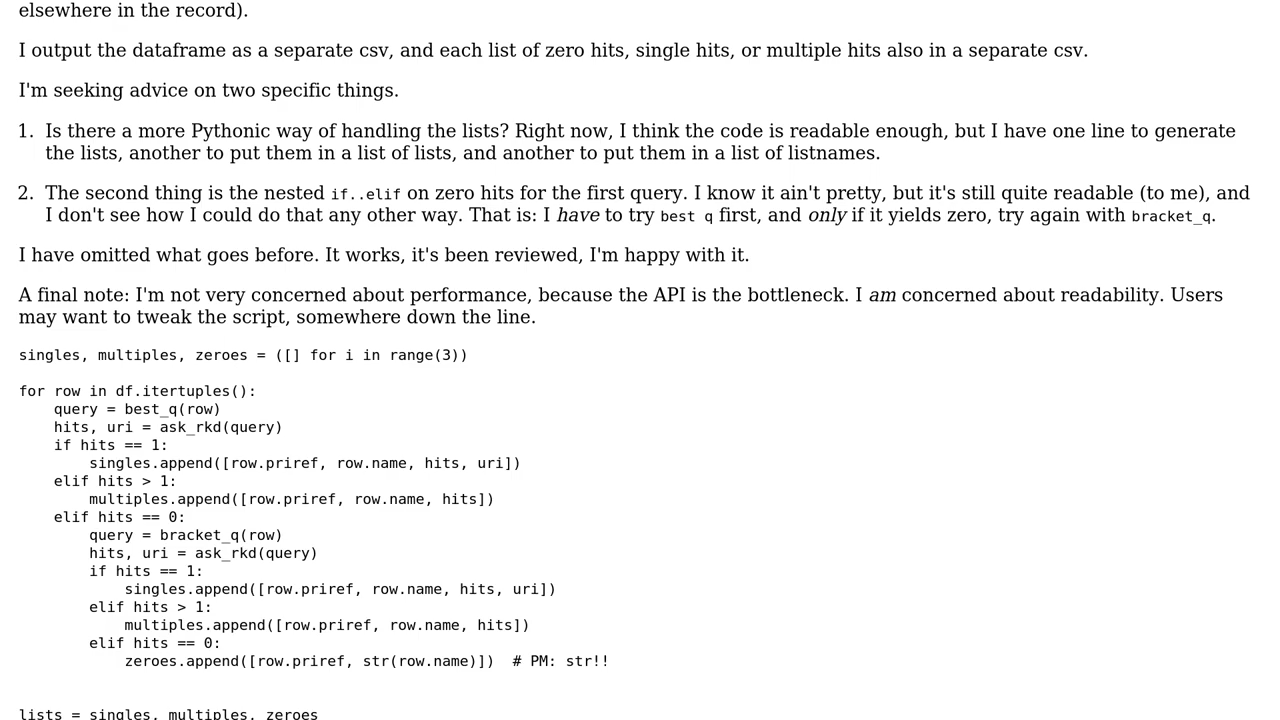 elsewhere in the record).
I output the dataframe as a separate csv, and each list of zero hits, single hits, or multiple hits also in a separate csv.
I'm seeking advice on two specific things.
1. Is there a more Pythonic way of handling the lists? Right now, I think the code is readable enough, but I have one line to generate
the lists, another to put them in a list of lists, and another to put them in a list of listnames.
2. The second thing is the nested if..elif on zero hits for the first query. I know it ain't pretty, but it's still quite readable (to me), and
I don't see how I could do that any other way. That is: I have to try best q first, and only if it yields zero, try again with bracket_q.
I have omitted what goes before. It works, it's been reviewed, I'm happy with it.
A final note: I'm not very concerned about performance, because the API is the bottleneck. I am concerned about readability. Users
may want to tweak the script, somewhere down the line.
singles, multiples, zeroes = ([] for i in range(3))
for row in df.itertuples():
    query = best_q(row)
    hits, uri = ask_rkd(query)
    if hits == 1:
        singles.append([row.priref, row.name, hits, uri])
    elif hits > 1:
        multiples.append([row.priref, row.name, hits])
    elif hits == 0:
        query = bracket_q(row)
        hits, uri = ask_rkd(query)
        if hits == 1:
            singles.append([row.priref, row.name, hits, uri])
        elif hits > 1:
            multiples.append([row.priref, row.name, hits])
        elif hits == 0:
            zeroes.append([row.priref, str(row.name)])  # PM: str!!
lists = singles, multiples, zeroes